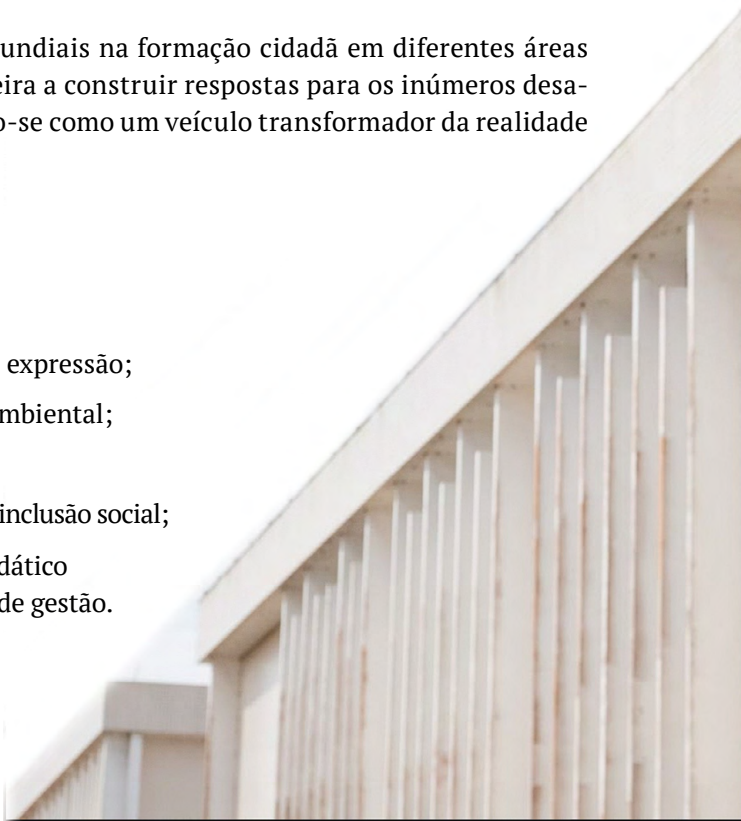 undiais na formação cidadã em diferentes áreas
eira a construir respostas para os inúmeros desa-
o-se como um veículo transformador da realidade
expressão;
mbiental;
inclusão social;
dático
de gestão.